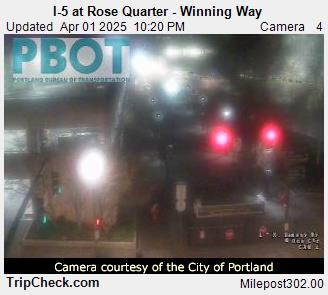 I-5 at Rose Quarter - Winning Way
Updated Apr 01 2025 10:20 PM Camera 4
PBOT
PORTLAND BUREAU OF TRANSPORTATION
Camera courtesy of the City of Portland
TripCheck.com Milepost302.00